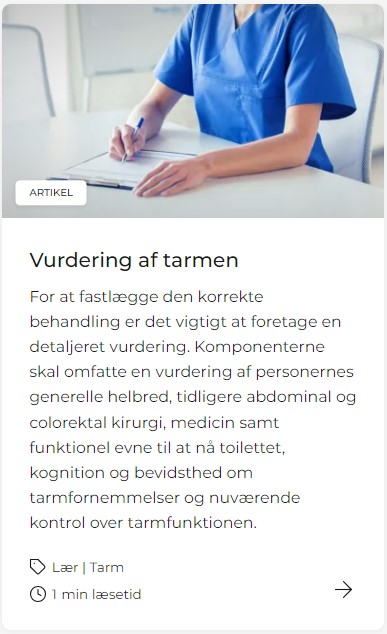 ARTIKEL
Vurdering af tarmen
For at fastlægge den korrekte
behandling er det vigtigt at foretage en
detaljeret vurdering. Komponenterne
skal omfatte en vurdering af personernes
generelle helbred, tidligere abdominal og
colorektal kirurgi, medicin samt
funktionel evne til at nå toilettet,
kognition og bevidsthed om
tarmfornemmelser og nuværende
kontrol over tarmfunktionen.
Lær | Tarm
1 min læsetid